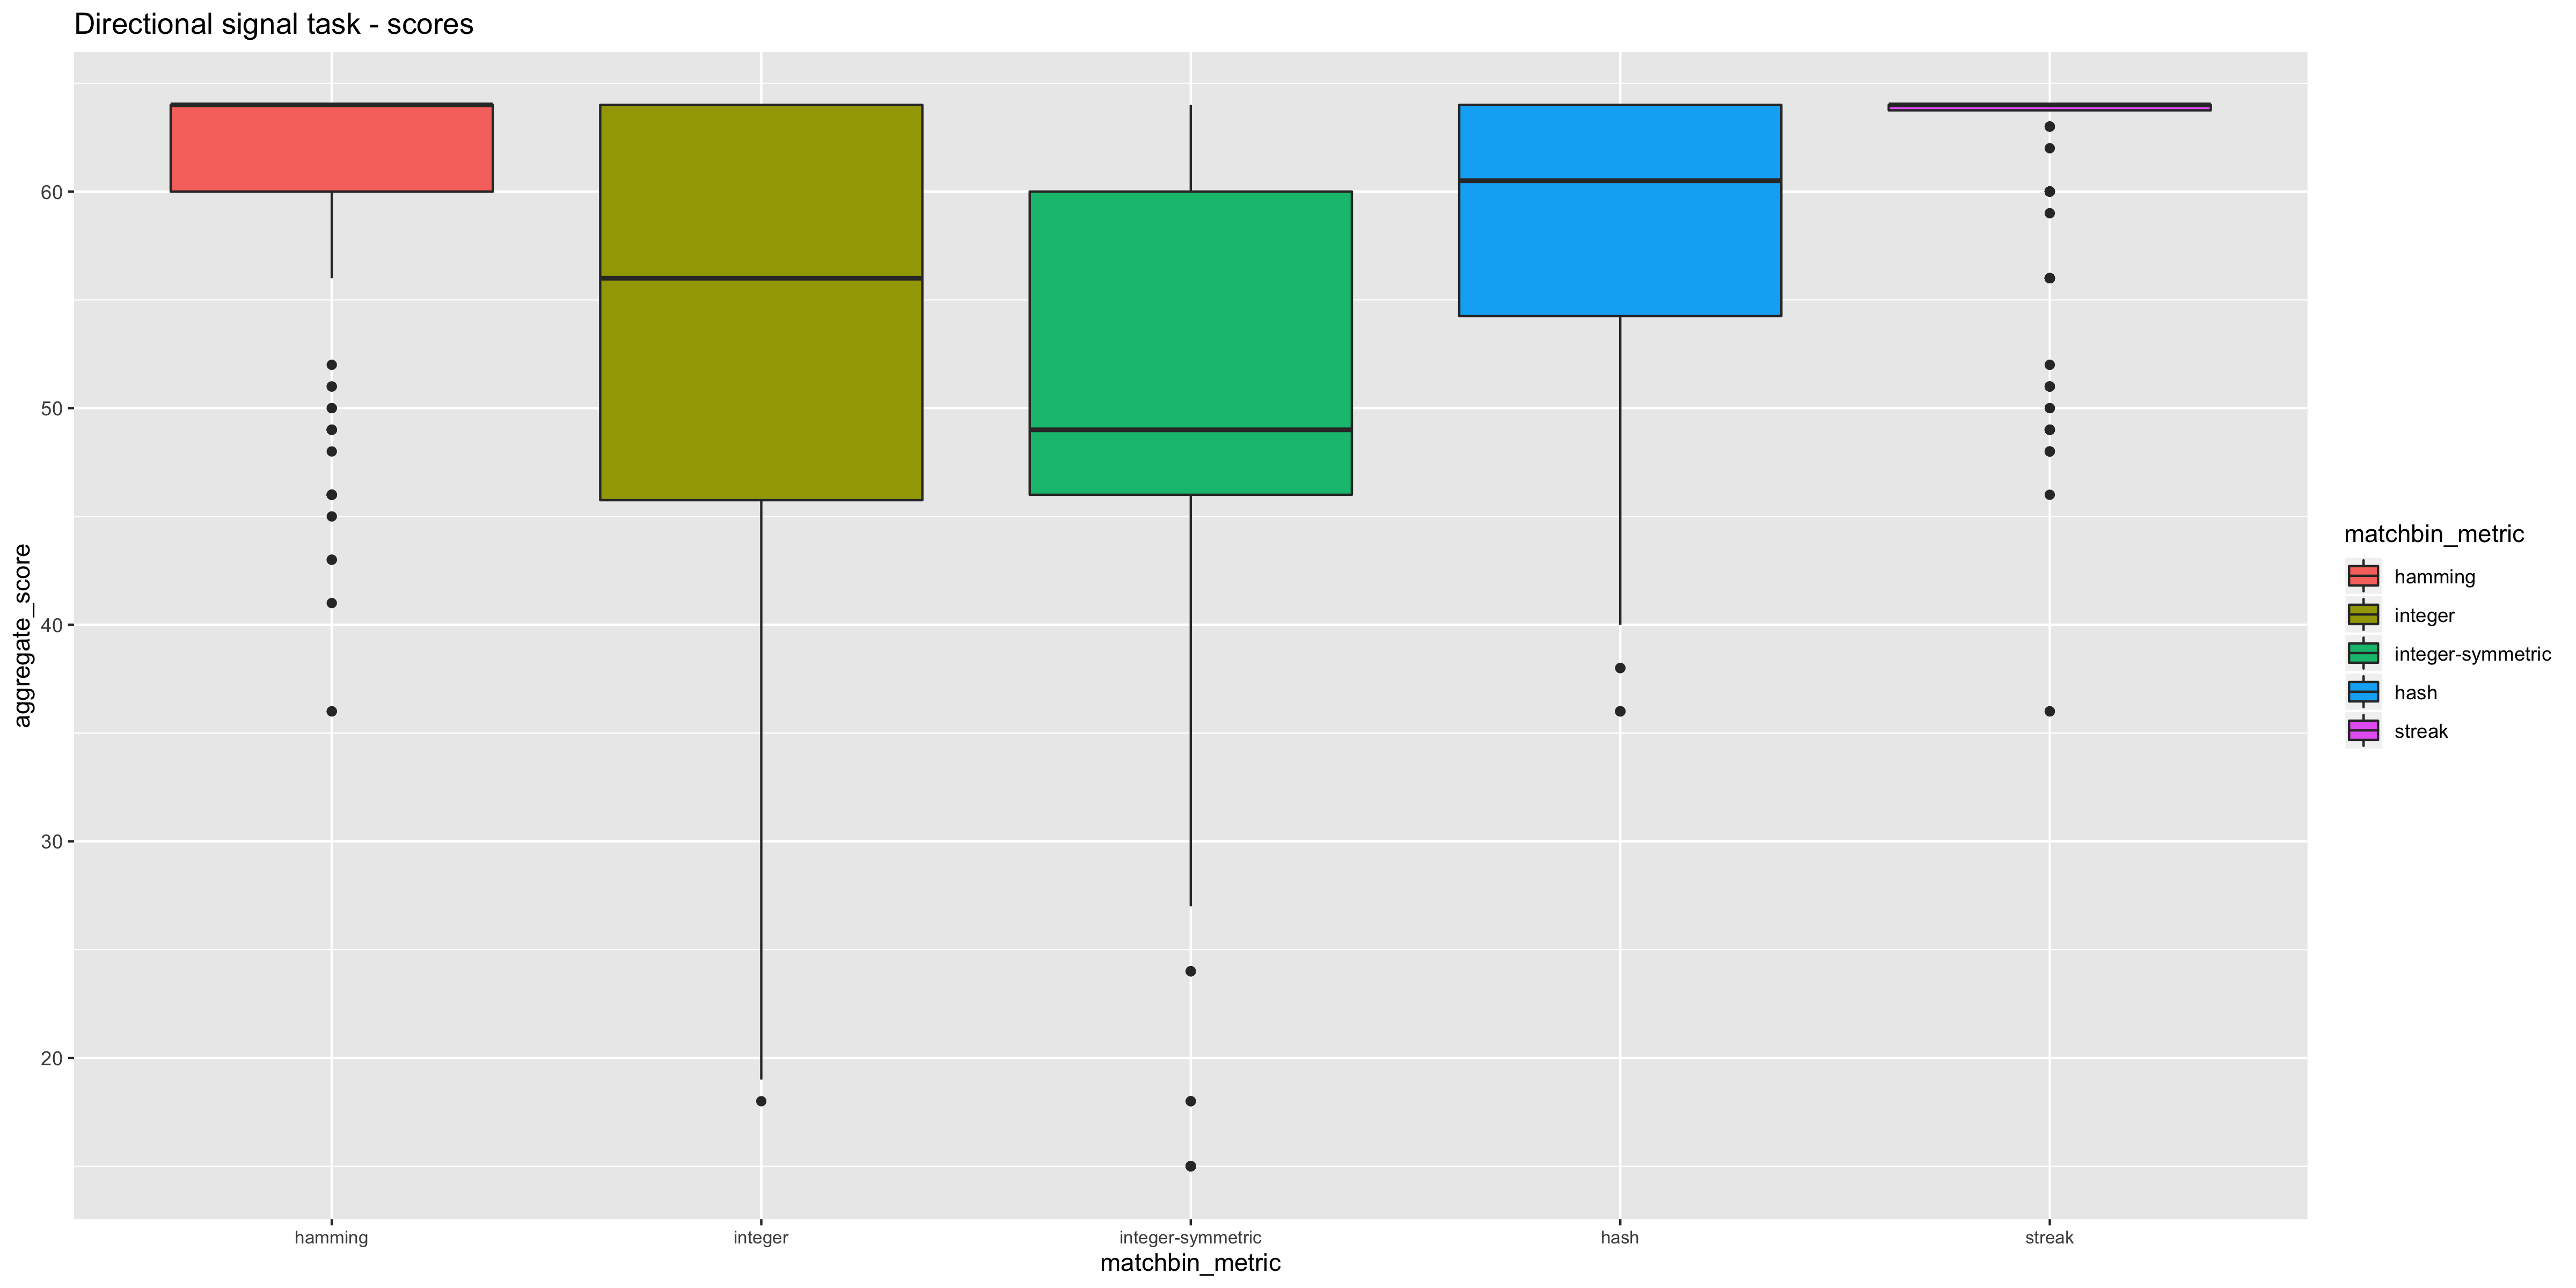 Directional signal task - scores
aggregate_score
60
50
40
30
20
hamming
integer
integer-symmetric
hash
streak
matchbin_metric
matchbin_metric
hamming
integer
integer-symmetric
hash
streak